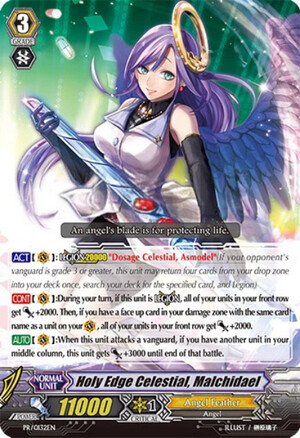 3
GRADE
An angel's blade is for protecting life.
ACT [ ]:LEGION20000 "Dosage Celestial, Asmodel"(If your opponent's
vanguard is grade 3 or greater, this unit may return four cards from your drop zone
into your deck once, search your deck for the specified card, and Legion)
CONT [ ]:During your turn, if this unit is LEGION, all of your units in your front row
get +2000. Then, if you have a face up card in your damage zone with the same card
name as a unit on your , all of your units in your front row get +2000.
AUTO [ ]:When this unit attacks a vanguard, if you have another unit in your
middle column, this unit gets +3000 until end of that battle.
NORMAL
UNIT
Holy Edge Celestial, Malchidael
11000
1
Angel Feather
Angel
PR/0132EN
ILLUST / 榊原瑞子